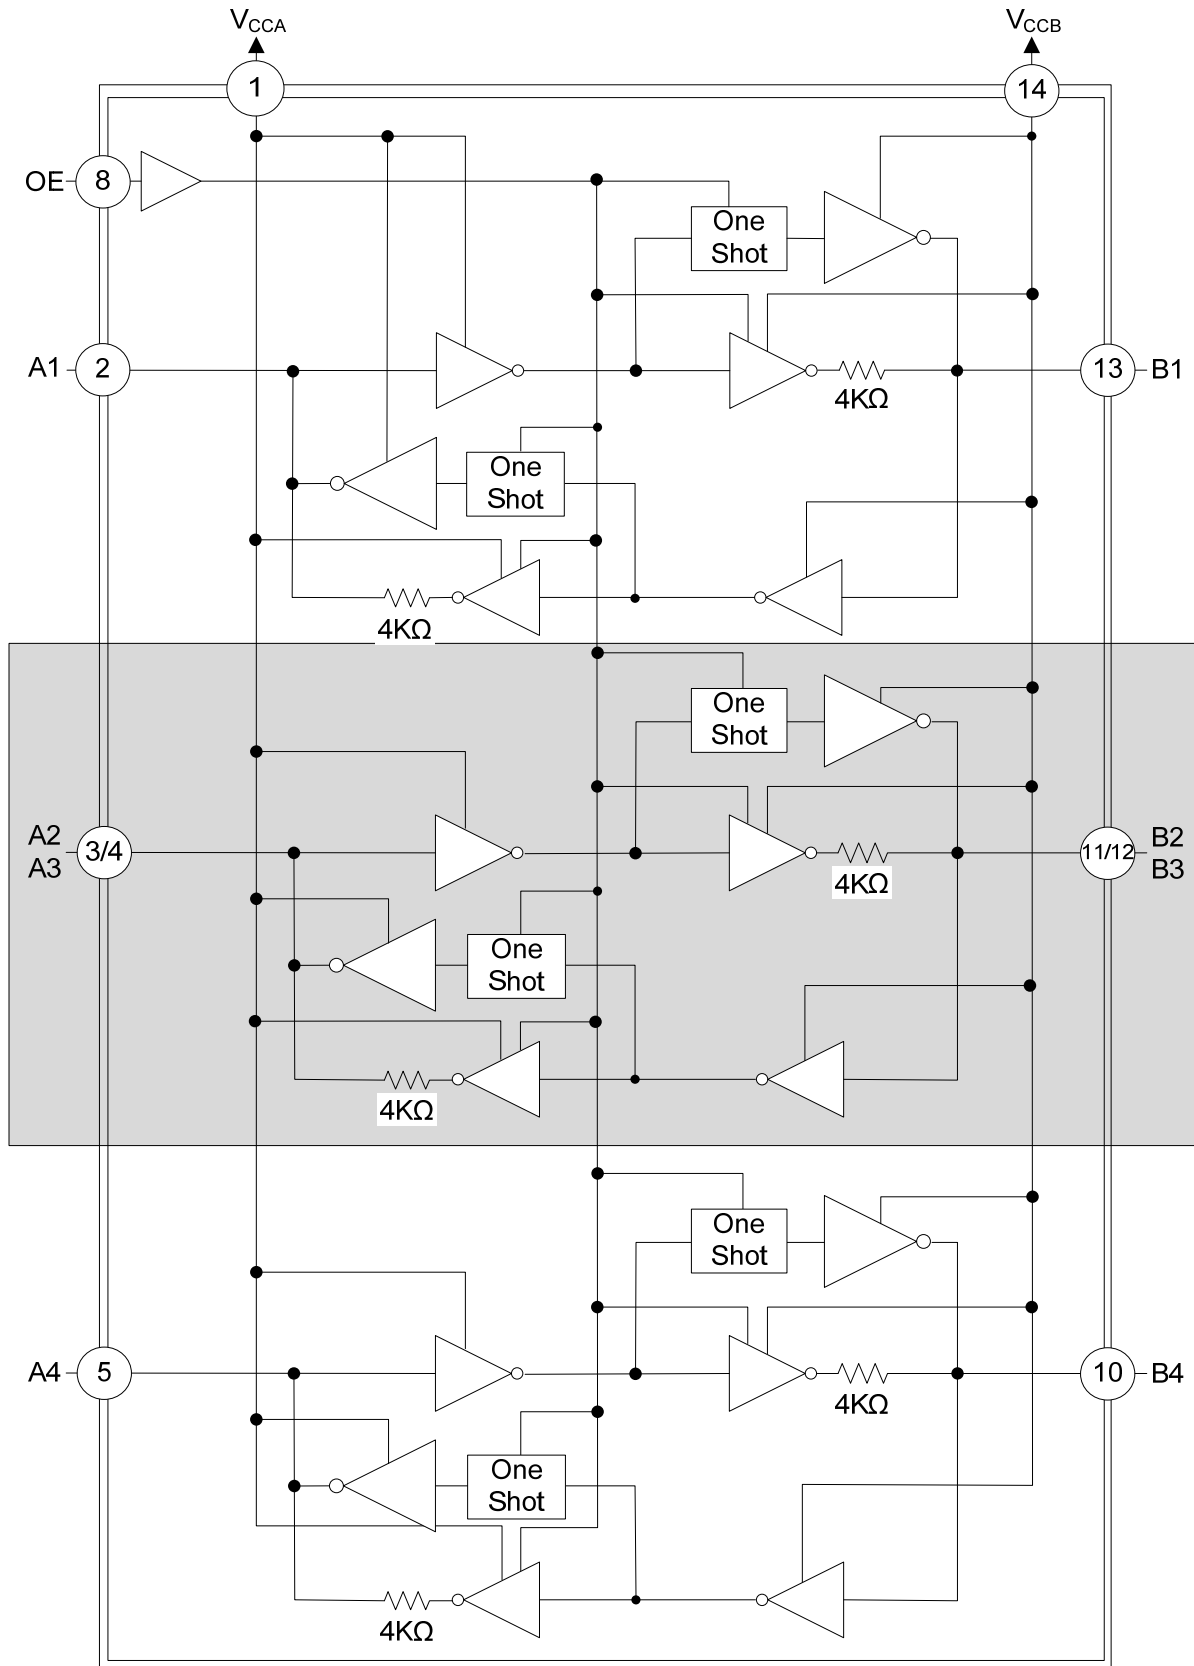 VCCA
VCCB
1
14
OE
8
One
Shot
A1
2
13
B1
4KΩ
One
Shot
4KΩ
One
Shot
A2
A3
3/4
11/12
B2
B3
4KΩ
One
Shot
4KΩ
One
Shot
A4
5
10
B4
4KΩ
One
Shot
4KΩ